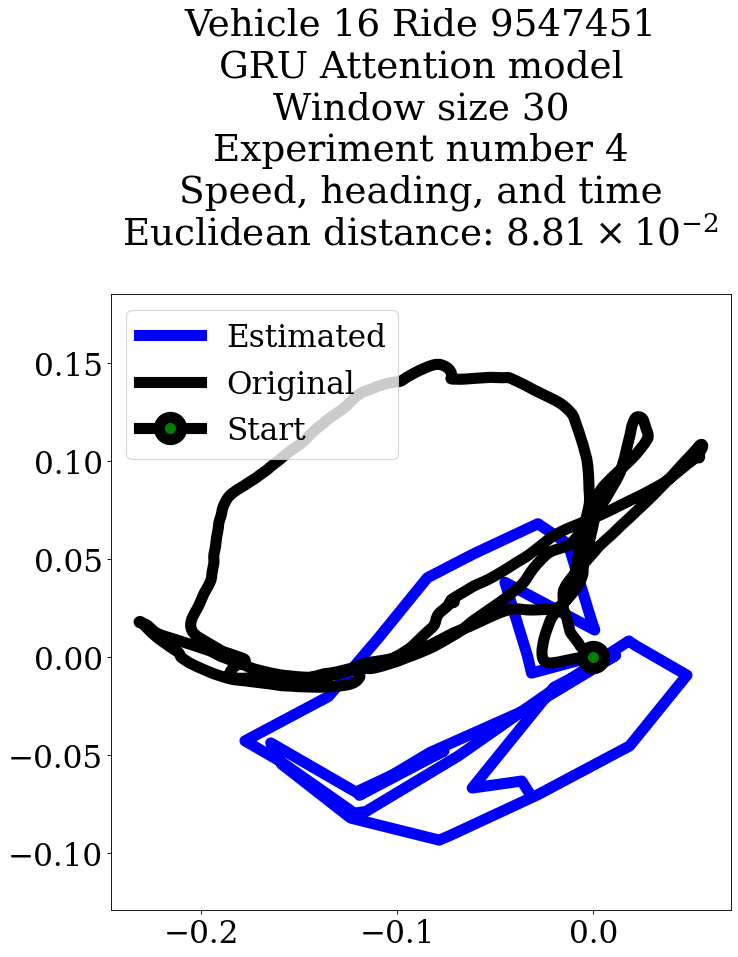 Vehicle 16 Ride 9547451
GRU Attention model
Window size 30
Experiment number 4
Speed, heading, and time
Euclidean distance: 8.81 × 10⁻²
Estimated
Original
Start
0.15
0.10
0.05
0.00
−0.05
−0.10
−0.2
−0.1
0.0